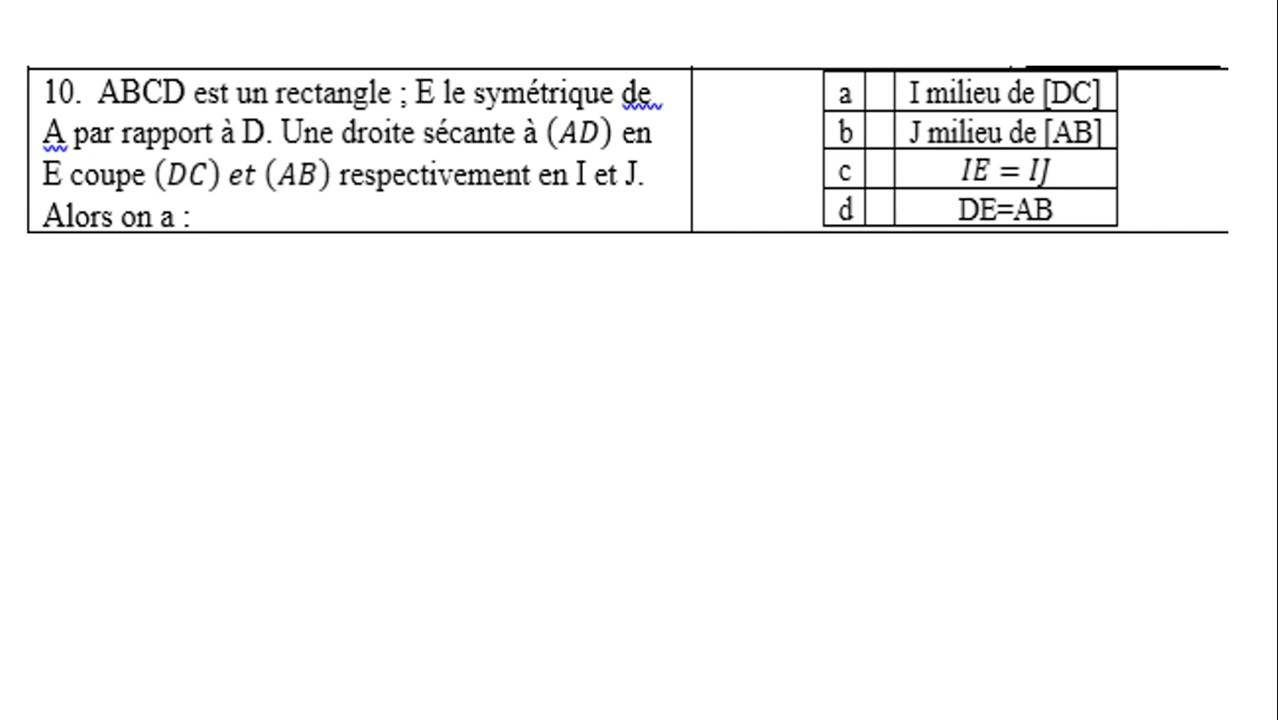 10. ABCD est un rectangle ; E le symétrique de
A par rapport à D. Une droite sécante à (AD) en
E coupe (DC) et (AB) respectivement en I et J.
Alors on a :
a I milieu de [DC]
b J milieu de [AB]
c IE = IJ
d DE=AB